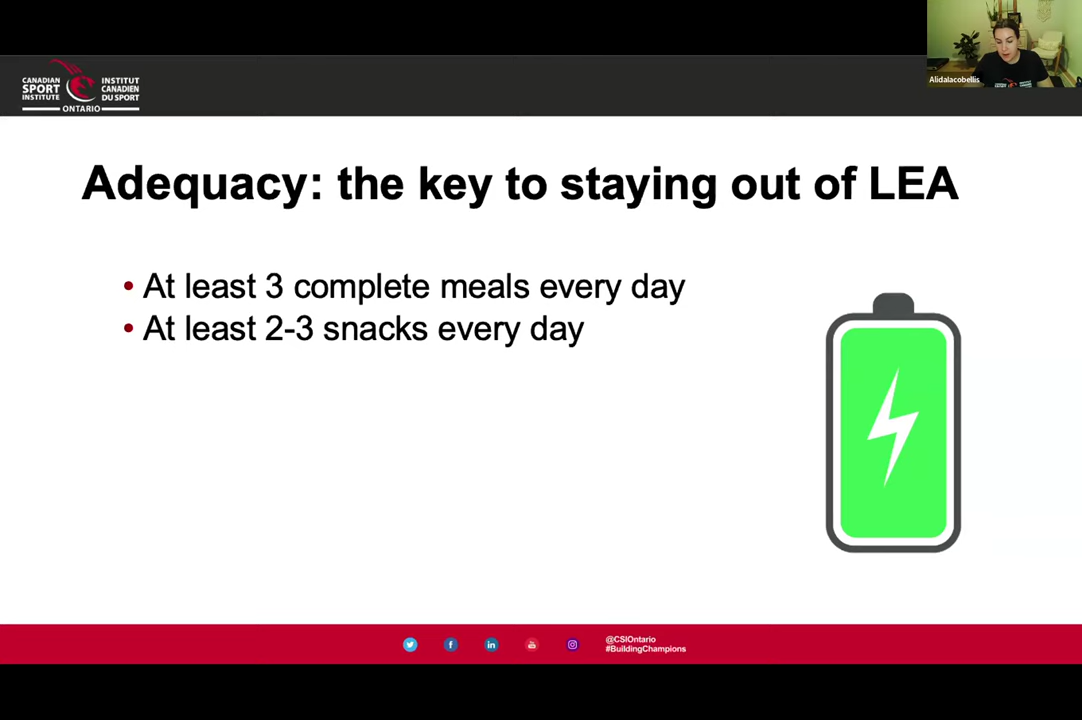 CANADIAN
SPORT
INSTITUTE
INSTITUT
CANADIEN
DU SPORT
ONTARIO
AlidaIacobellis
Adequacy: the key to staying out of LEA
• At least 3 complete meals every day
• At least 2-3 snacks every day
@CSIOntario
#BuildingChampions